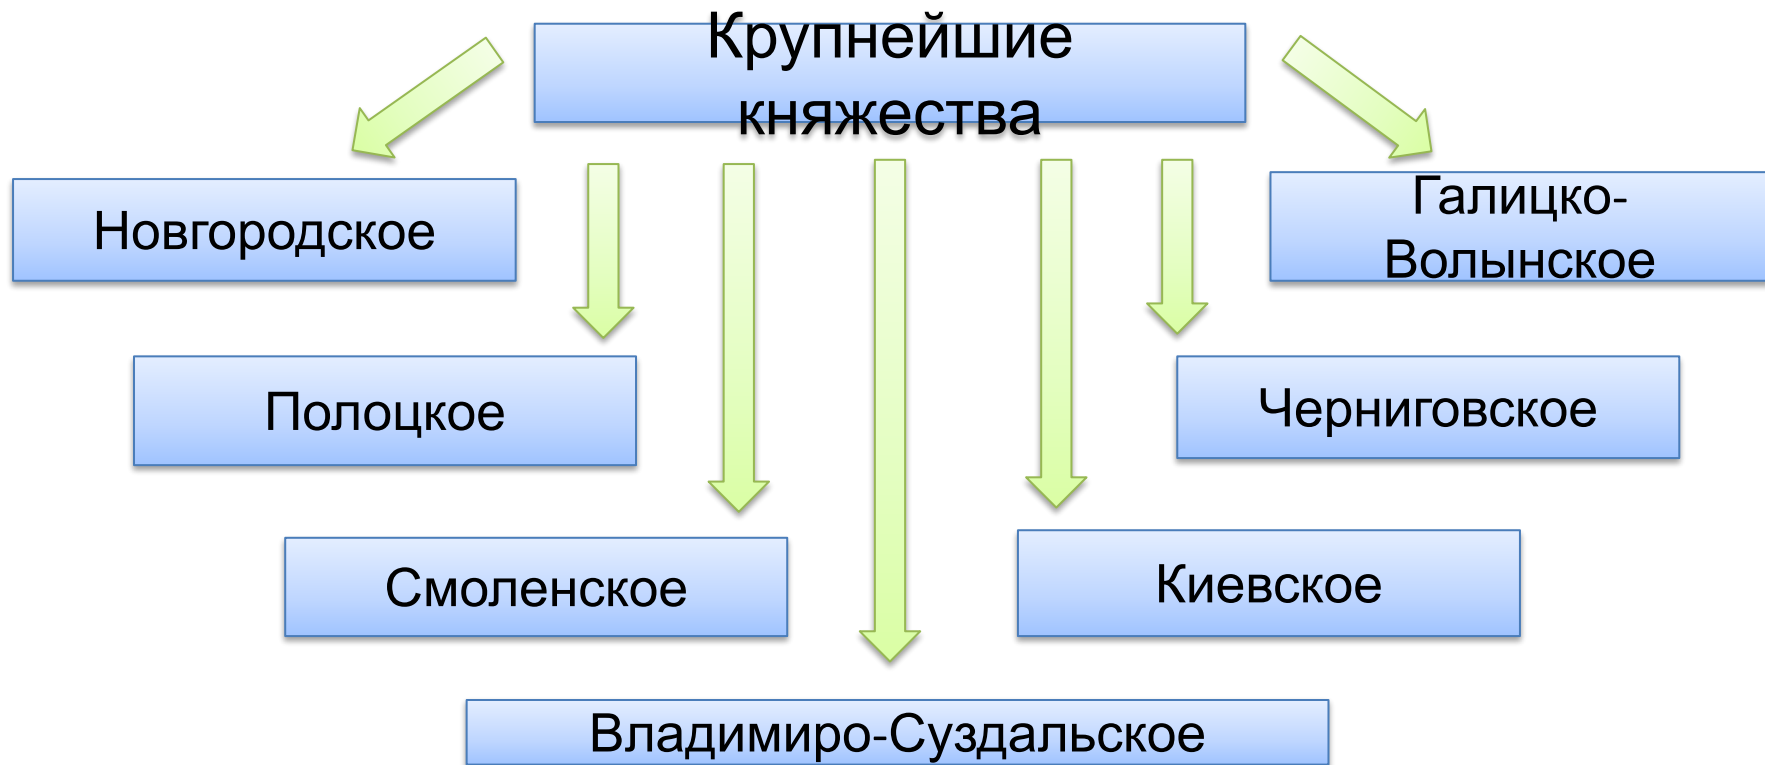 Крупнейшие
княжества
Новгородское
Галицко-
Волынское
Полоцкое
Черниговское
Смоленское
Киевское
Владимиро-Суздальское